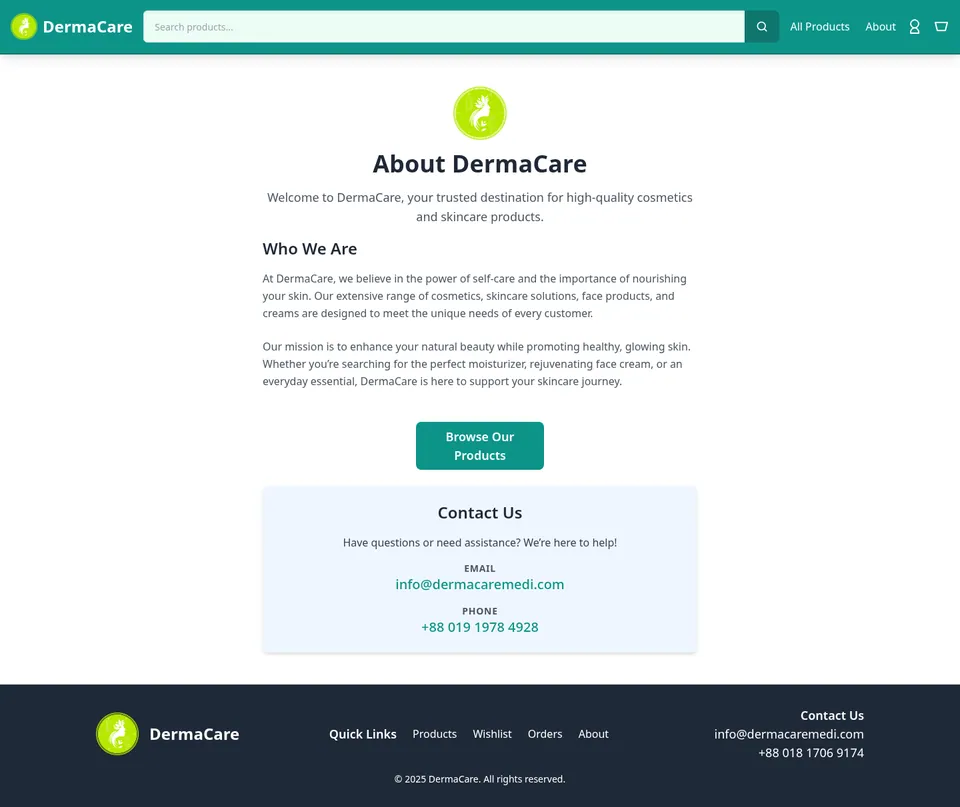 DermaCare
Search products...
All Products
About
About DermaCare
Welcome to DermaCare, your trusted destination for high-quality cosmetics
and skincare products.
Who We Are
At DermaCare, we believe in the power of self-care and the importance of nourishing
your skin. Our extensive range of cosmetics, skincare solutions, face products, and
creams are designed to meet the unique needs of every customer.
Our mission is to enhance your natural beauty while promoting healthy, glowing skin.
Whether you're searching for the perfect moisturizer, rejuvenating face cream, or an
everyday essential, DermaCare is here to support your skincare journey.
Browse Our
Products
Contact Us
Have questions or need assistance? We're here to help!
EMAIL
info@dermacaremedi.com
PHONE
+88 019 1978 4928
DermaCare
Quick Links
Products
Wishlist
Orders
About
Contact Us
info@dermacaremedi.com
+88 018 1706 9174
© 2025 DermaCare. All rights reserved.